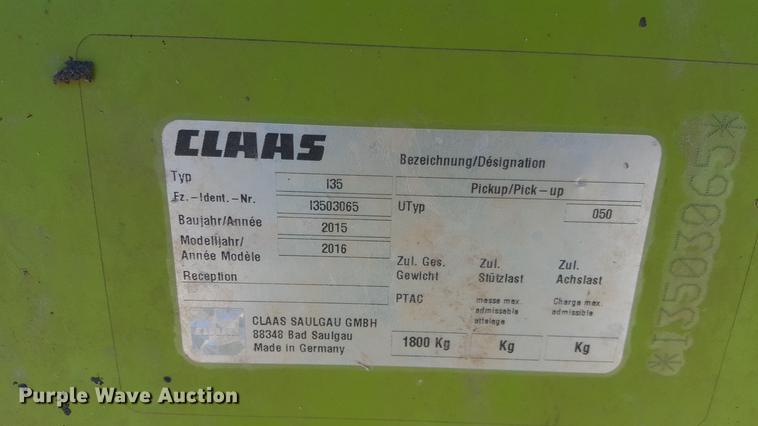 CLAAS
Bezeichnung/Désignation
Typ I35 Pickup/Pick-up
Fz.-Ident.-Nr. I3503065 UTyp 050
Baujahr/Année 2015
Modelljahr/
Année Modèle 2016
Reception
Zul. Ges.
Gewicht
Zul.
Stützlast
Zul.
Achslast
PTAC
masse max.
admissable
attelage
Charge max.
admissible
1800 Kg Kg Kg
CLAAS SAULGAU GMBH
88348 Bad Saulgau
Made in Germany
*I3503065*
Purple Wave Auction